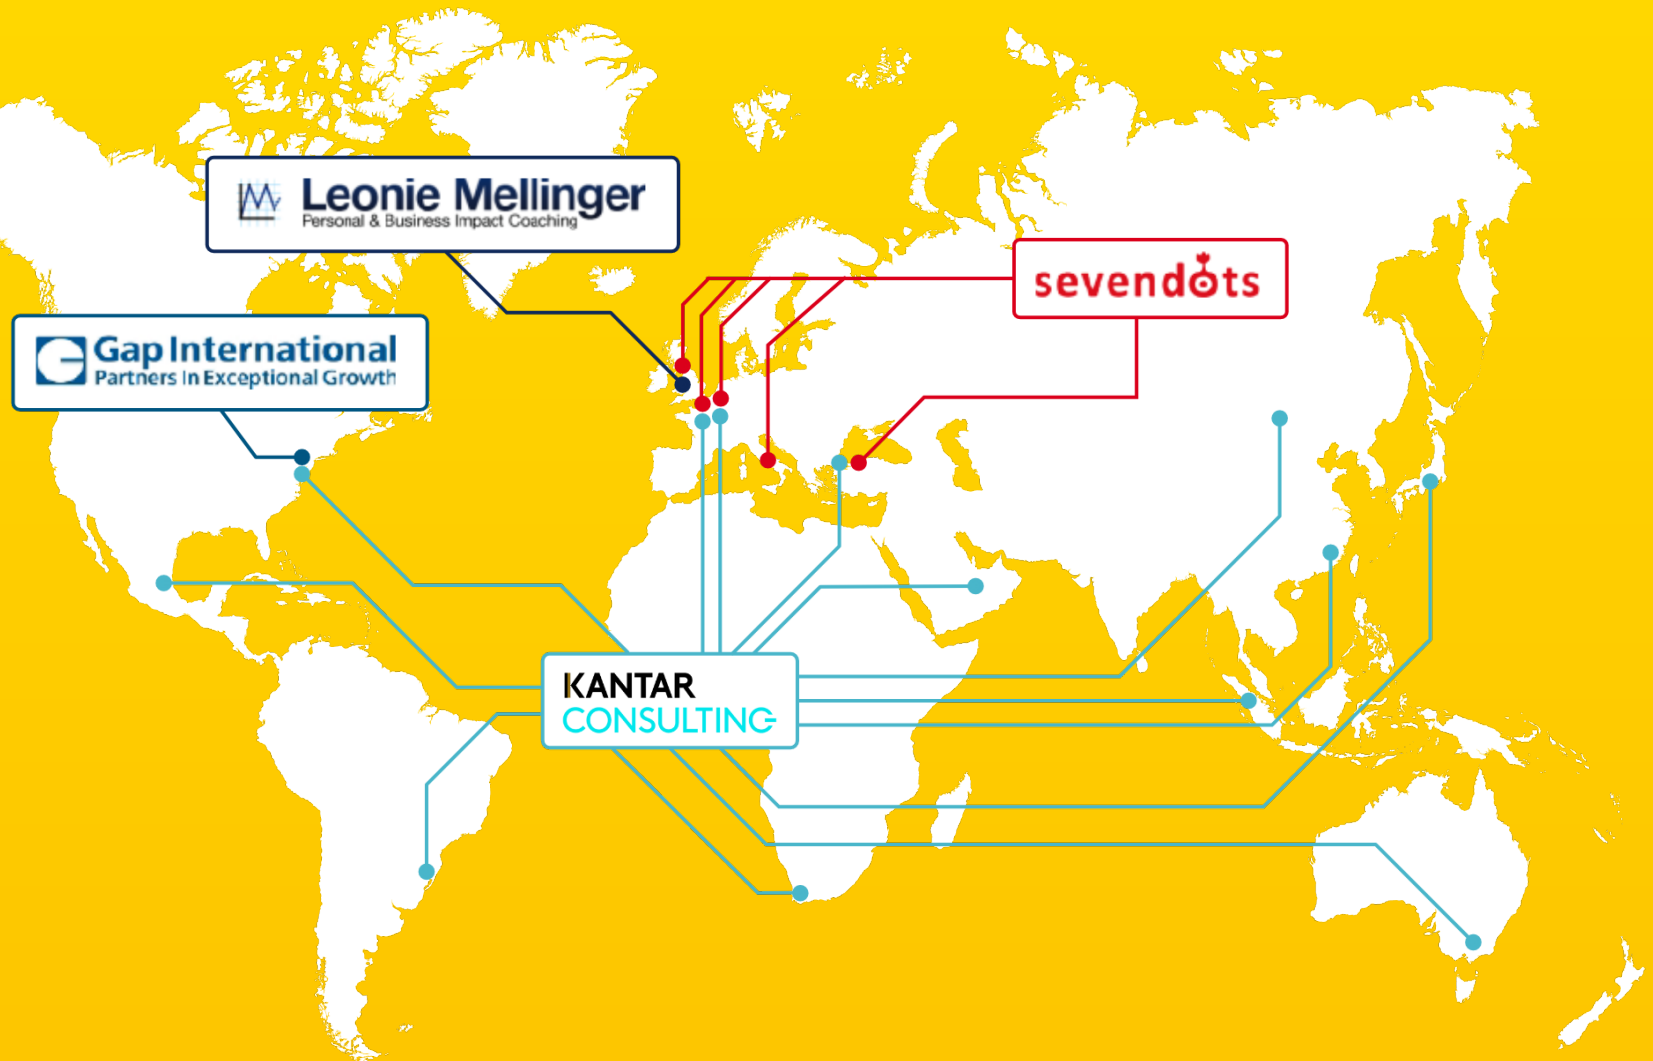 Leonie Mellinger
Personal & Business Impact Coaching
sevendots
Gap International
Partners In Exceptional Growth
KANTAR
CONSULTING